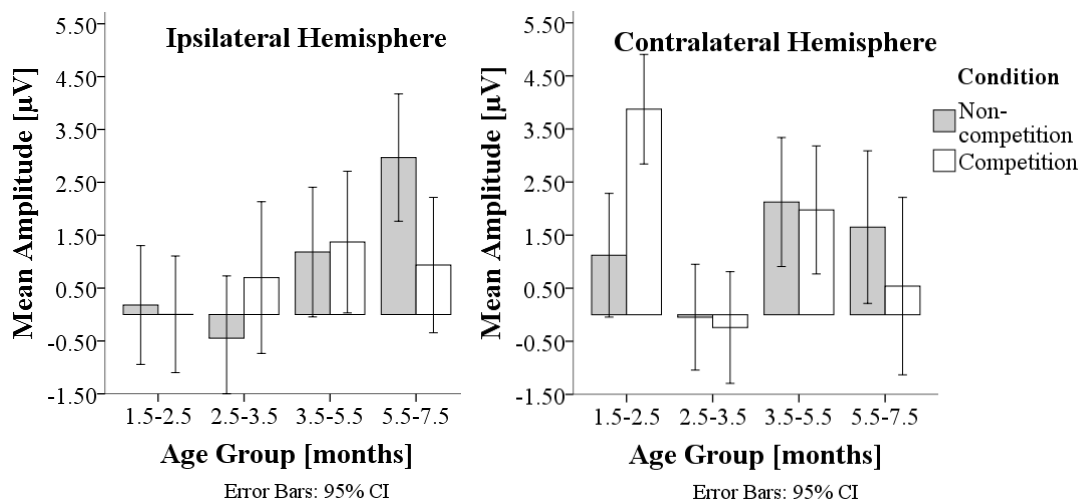 Ipsilateral Hemisphere
Mean Amplitude [µV]
5.50
4.50
3.50
2.50
1.50
0.50
-0.50
-1.50
1.5-2.5 2.5-3.5 3.5-5.5 5.5-7.5
Age Group [months]
Error Bars: 95% CI
Contralateral Hemisphere
Mean Amplitude [µV]
5.50
4.50
3.50
2.50
1.50
0.50
-0.50
-1.50
1.5-2.5 2.5-3.5 3.5-5.5 5.5-7.5
Age Group [months]
Error Bars: 95% CI
Condition
Non-
competition
Competition